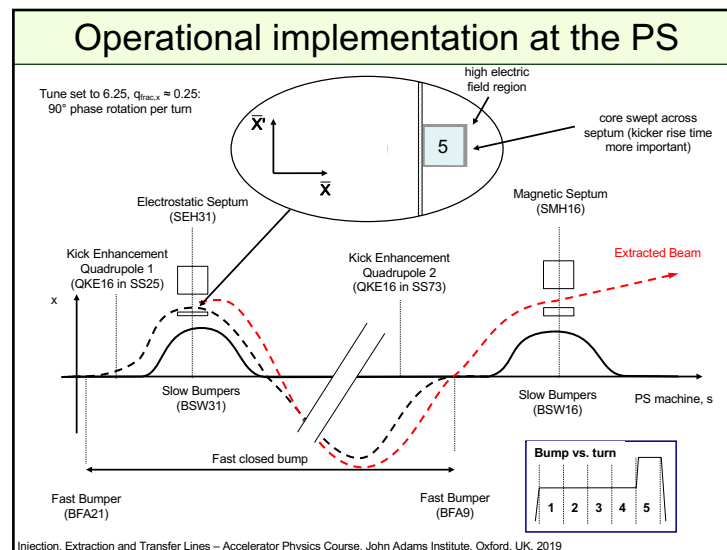 Operational implementation at the PS
Tune set to 6.25, qfrac,x ≈ 0.25:
90° phase rotation per turn
high electric
field region
core swept across
septum (kicker rise time
more important)
X'
X
5
Electrostatic Septum
(SEH31)
Magnetic Septum
(SMH16)
Kick Enhancement
Quadrupole 1
(QKE16 in SS25)
Kick Enhancement
Quadrupole 2
(QKE16 in SS73)
Extracted Beam
x
Slow Bumpers
(BSW31)
Slow Bumpers
(BSW16)
PS machine, s
Fast closed bump
Fast Bumper
(BFA21)
Fast Bumper
(BFA9)
Bump vs. turn
1 2 3 4 5
Injection, Extraction and Transfer Lines – Accelerator Physics Course, John Adams Institute, Oxford, UK, 2019